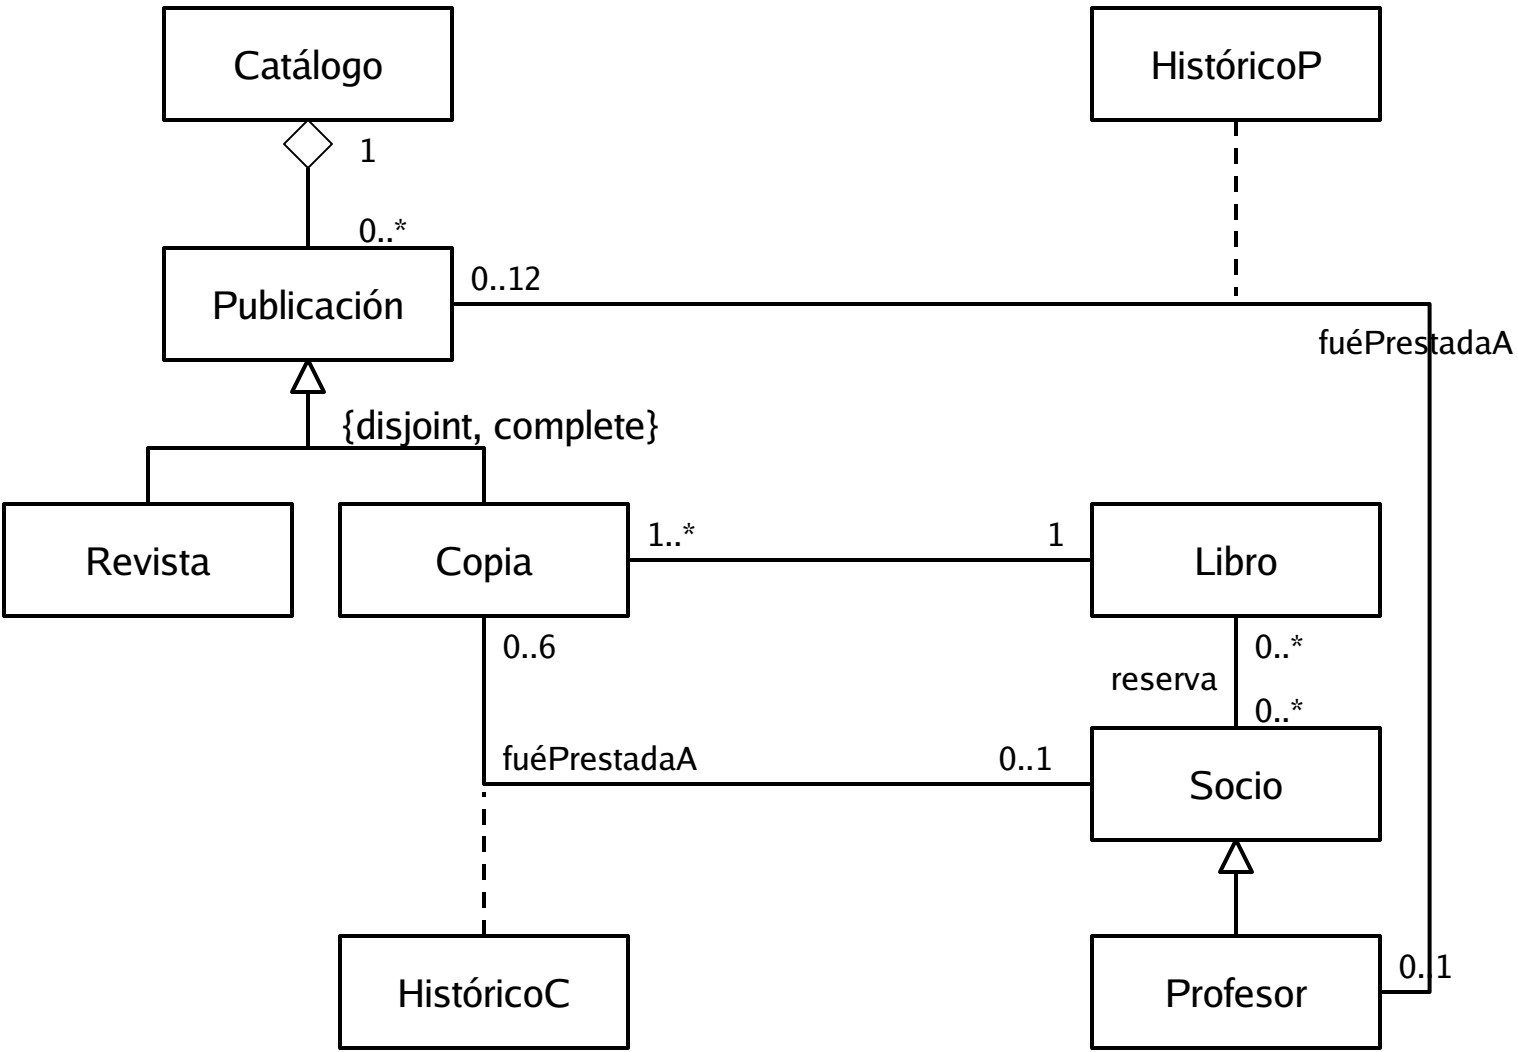 Catálogo
HistóricoP
1
0..*
Publicación
0..12
fuéPrestadaA
{disjoint, complete}
Revista
Copia
1..*
1
Libro
0..6
0..*
reserva
0..*
fuéPrestadaA
0..1
Socio
HistóricoC
Profesor
0..1